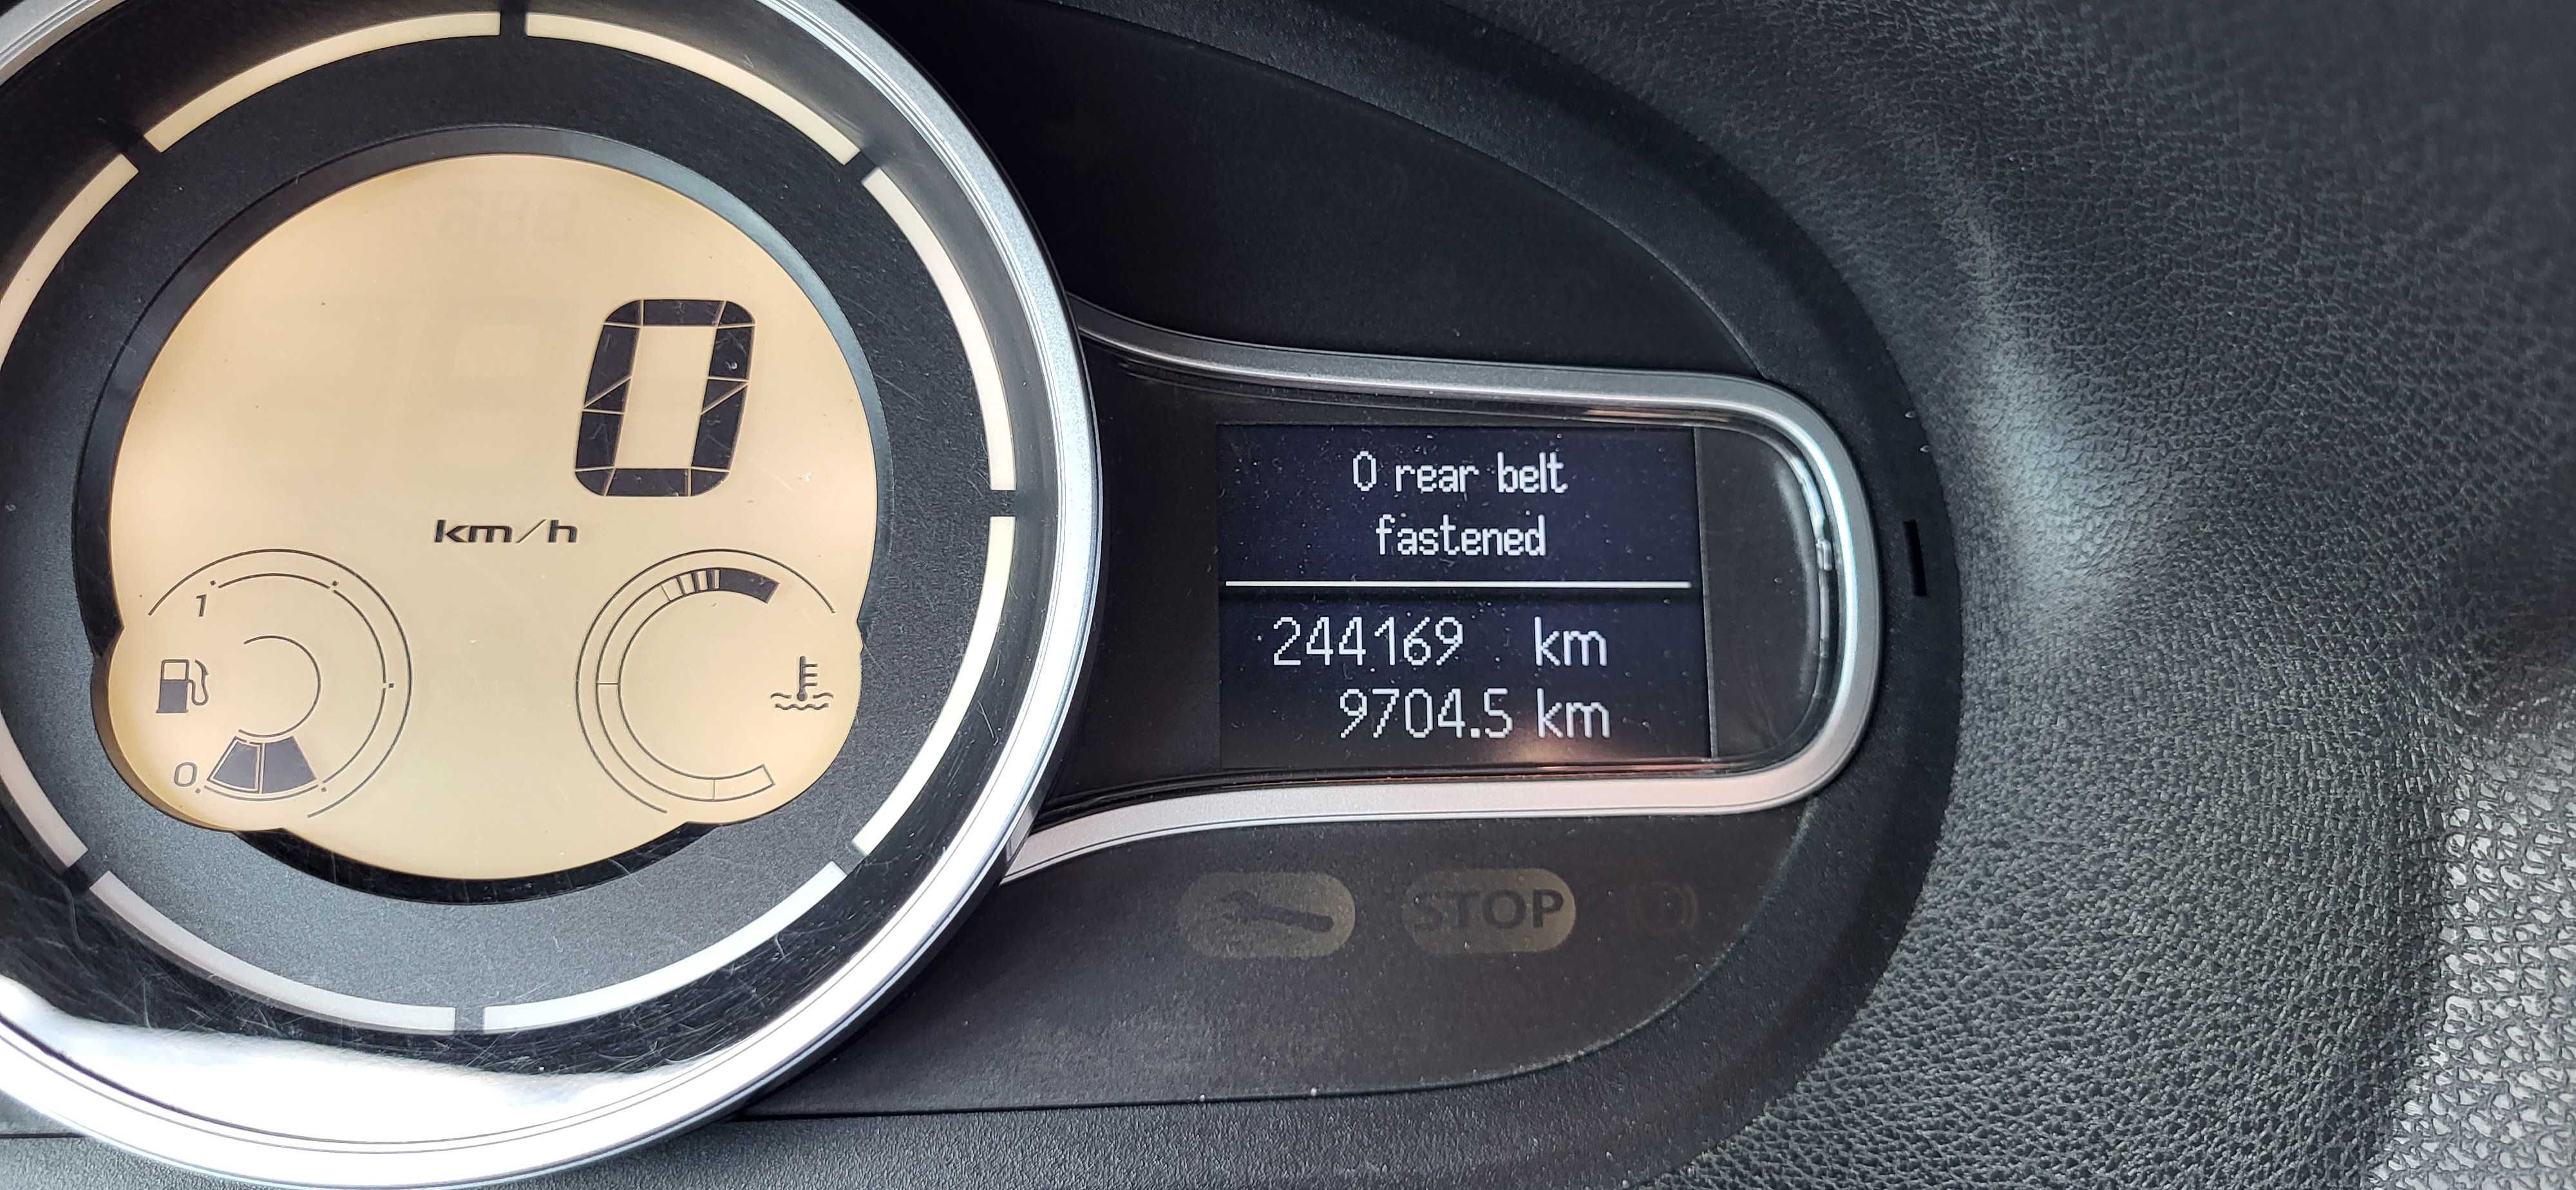 0
km/h
1
0
0 rear belt
fastened
244169 km
9704.5 km
STOP